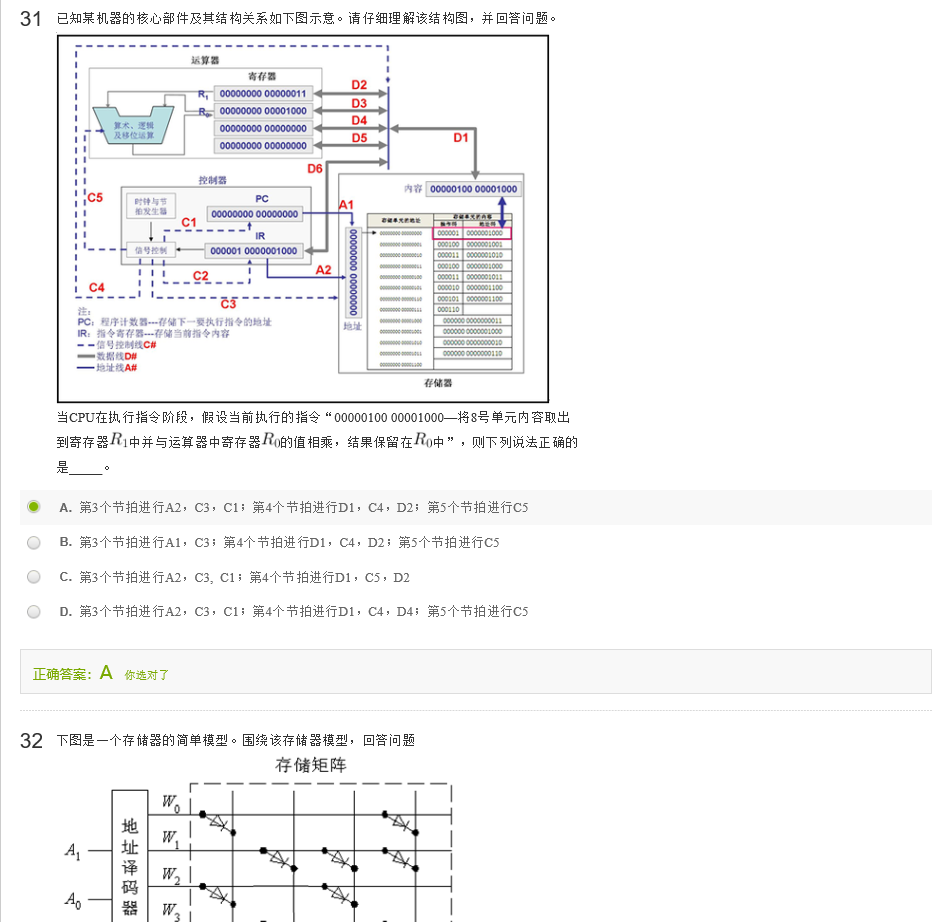 31 已知某机器的核心部件及其结构关系如下图示意。请仔细理解该结构图，并回答问题。
运算器
寄存器
R1 00000000 00000011 D2
R0 00000000 00001000 D3
算术、逻辑
及移位运算
00000000 00000000 D4
00000000 00000000 D5
D1
D6
控制器
内容 00000100 00001000
C5
时钟与节
拍发生器
PC
00000000 00000000
A1
C1
IR
信号控制
000001 0000001000
C2
A2
C4
C3
00000000 00000000
地址
存储单元的地址
存储单元的内容
操作码 地址码
00000000 00000000 000001 0000001000
00000000 00000001 000100 0000001001
00000000 00000010 000011 0000001010
00000000 00000011 000100 0000001000
00000000 00000100 000011 0000001011
00000000 00000101 000010 0000001100
00000000 00000110 000101 0000001100
00000000 00000111 000110
00000000 00001000 000000 0000000011
00000000 00001001 000000 0000001000
00000000 00001010 000000 0000000010
00000000 00001011 000000 0000000110
00000000 00001100
存储器
注:
PC: 程序计数器---存储下一要执行指令的地址
IR: 指令寄存器---存储当前指令内容
信号控制线C#
数据线D#
地址线A#
当CPU在执行指令阶段，假设当前执行的指令“00000100 00001000—将8号单元内容取出
到寄存器R1中并与运算器中寄存器R0的值相乘，结果保留在R0中”，则下列说法正确的
是_____。
A. 第3个节拍进行A2，C3，C1；第4个节拍进行D1，C4，D2；第5个节拍进行C5
B. 第3个节拍进行A1，C3；第4个节拍进行D1，C4，D2；第5个节拍进行C5
C. 第3个节拍进行A2，C3, C1；第4个节拍进行D1，C5，D2
D. 第3个节拍进行A2，C3，C1；第4个节拍进行D1，C4，D4；第5个节拍进行C5
正确答案：A 你选对了
32 下图是一个存储器的简单模型。围绕该存储器模型，回答问题
存储矩阵
W0
地
址
译
码
器
A1
W1
W2
A0
W3